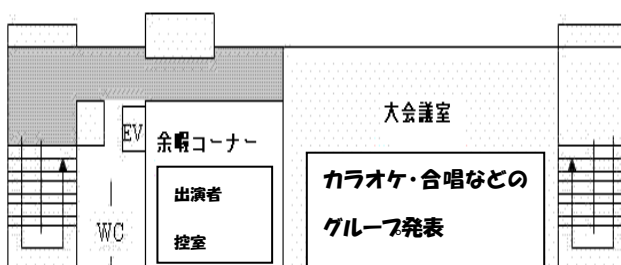 大会議室
EV
余暇コーナー
出演者
控室
WC
カラオケ・合唱などの
グループ発表